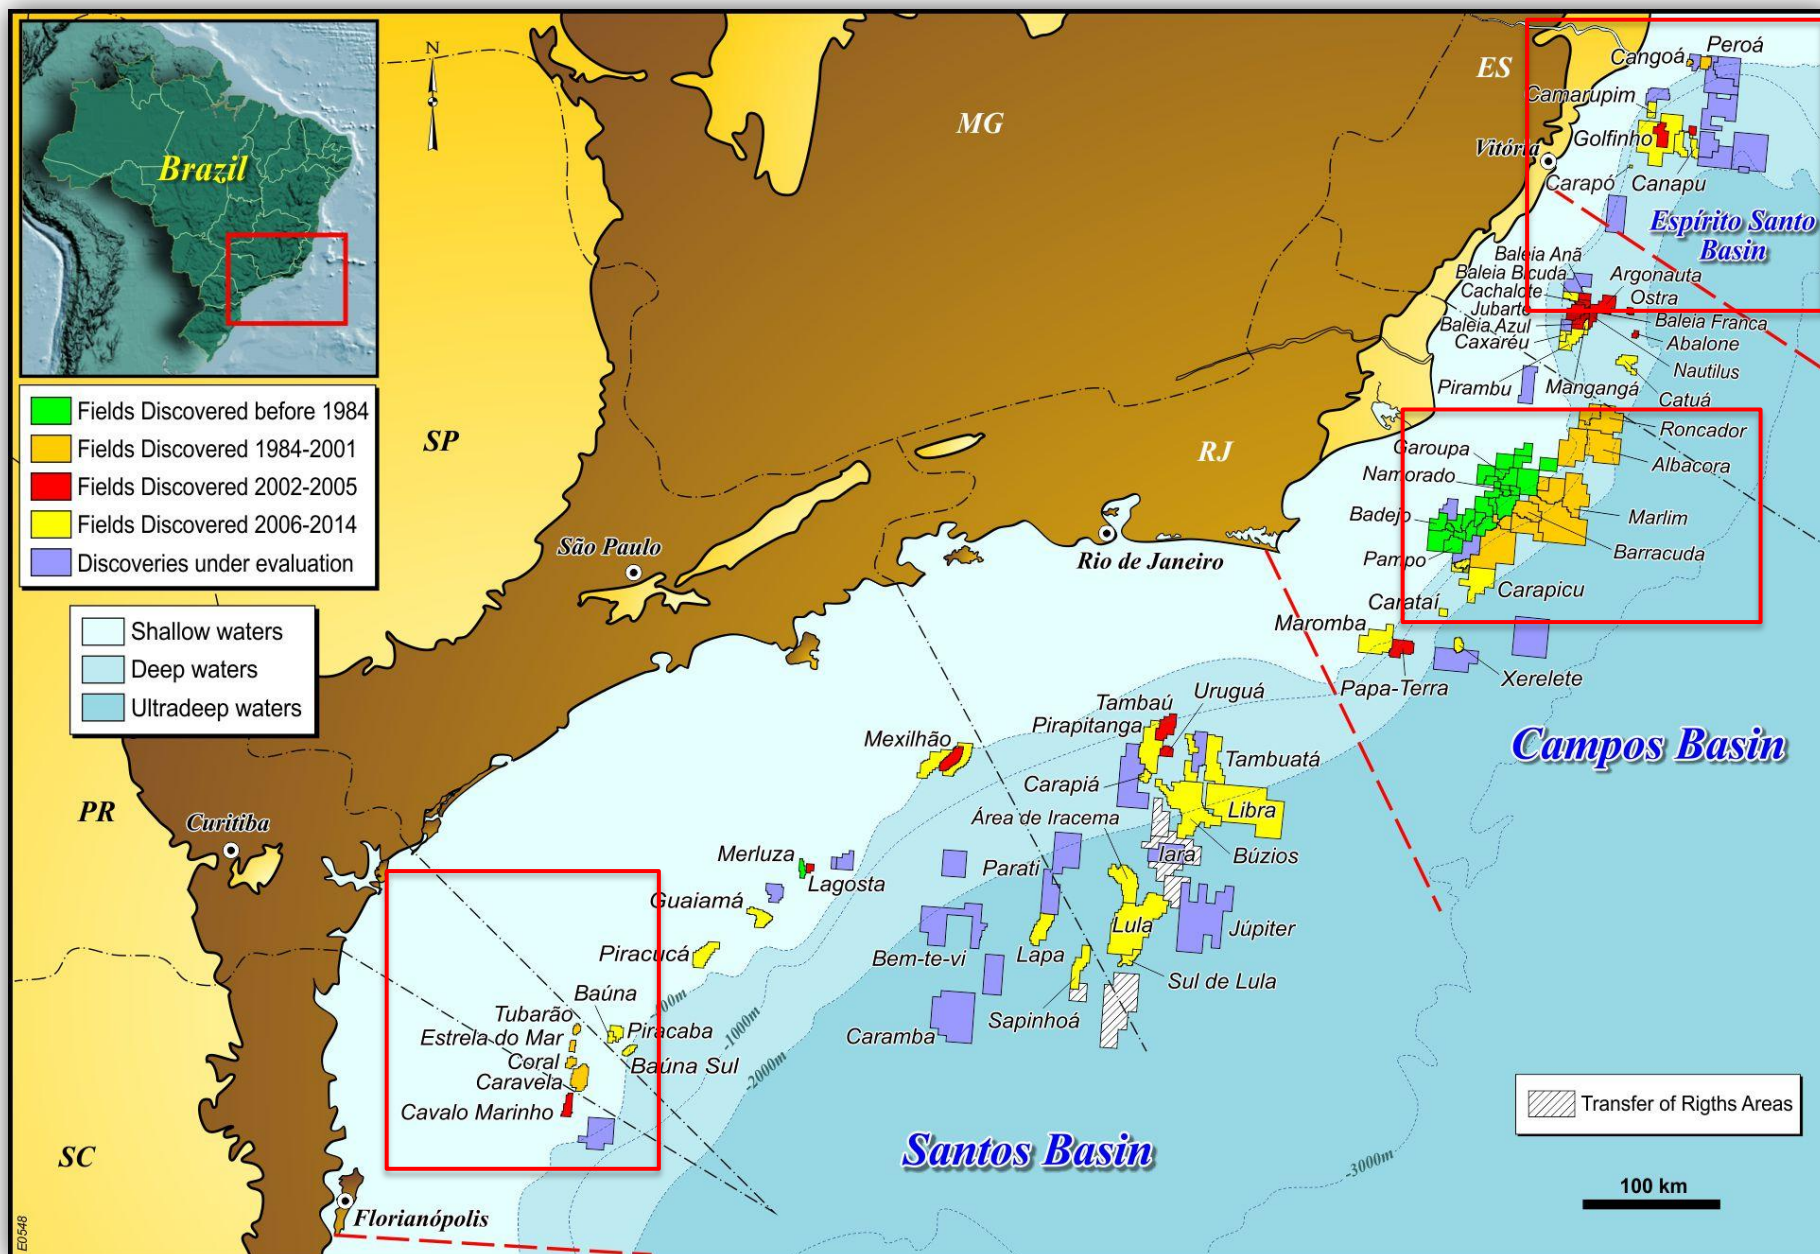 Brazil
N
MG
ES
SP
RJ
PR
SC
Fields Discovered before 1984
Fields Discovered 1984-2001
Fields Discovered 2002-2005
Fields Discovered 2006-2014
Discoveries under evaluation
Shallow waters
Deep waters
Ultradeep waters
Cangoá
Peroá
Camarupim
Golfinho
Vitória
Carapó
Canapu
Espírito Santo
Basin
Baleia Anã
Baleia Bicuda
Argonauta
Cachalote
Ostra
Jubarte
Baleia Franca
Baleia Azul
Abalone
Caxaréu
Nautilus
Pirambu
Mangangá
Catuá
Roncador
Garoupa
Albacora
Namorado
Badejo
Marlim
Barracuda
Pampo
Carapicu
Carataí
Maromba
Xerelete
Papa-Terra
Campos Basin
São Paulo
Rio de Janeiro
Curitiba
Florianópolis
Uruguá
Tambaú
Pirapitanga
Mexilhão
Tambuatá
Carapiá
Área de Iracema
Libra
Merluza
Parati
Iara
Búzios
Lagosta
Guaiamá
Lula
Júpiter
Piracucá
Bem-te-vi
Lapa
Sul de Lula
Baúna
Sapinhoá
Caramba
Tubarão
Estrela do Mar
Piracaba
Coral
Baúna Sul
Caravela
Cavalo Marinho
-1000m
-2000m
-3000m
Santos Basin
Transfer of Rigths Areas
100 km
E0548